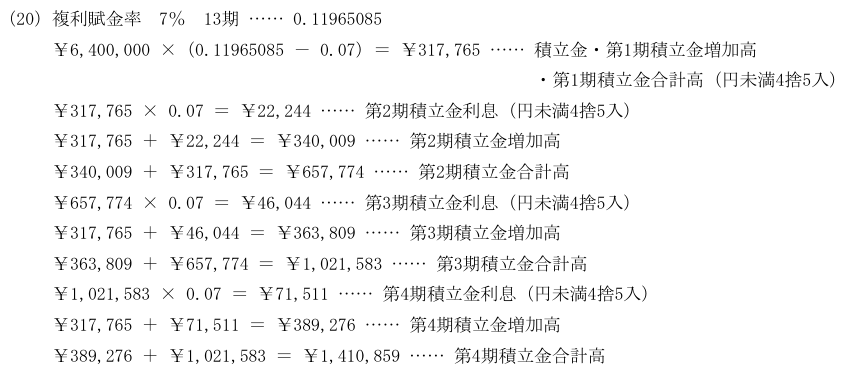 (20) 複利賦金率 7% 13期 …… 0.11965085
¥6,400,000 × (0.11965085 − 0.07) = ¥317,765 …… 積立金・第1期積立金増加高
・第1期積立金合計高 (円未満4捨5入)
¥317,765 × 0.07 = ¥22,244 …… 第2期積立金利息 (円未満4捨5入)
¥317,765 + ¥22,244 = ¥340,009 …… 第2期積立金増加高
¥340,009 + ¥317,765 = ¥657,774 …… 第2期積立金合計高
¥657,774 × 0.07 = ¥46,044 …… 第3期積立金利息 (円未満4捨5入)
¥317,765 + ¥46,044 = ¥363,809 …… 第3期積立金増加高
¥363,809 + ¥657,774 = ¥1,021,583 …… 第3期積立金合計高
¥1,021,583 × 0.07 = ¥71,511 …… 第4期積立金利息 (円未満4捨5入)
¥317,765 + ¥71,511 = ¥389,276 …… 第4期積立金増加高
¥389,276 + ¥1,021,583 = ¥1,410,859 …… 第4期積立金合計高